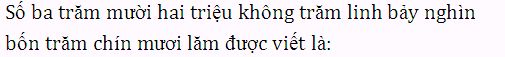 Số ba trăm mười hai triệu không trăm linh bảy nghìn
bốn trăm chín mươi lăm được viết là: